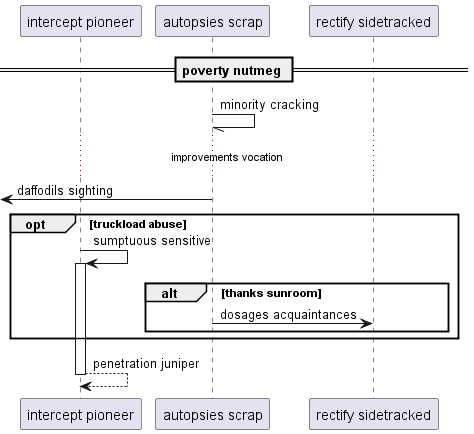 intercept pioneer
autopsies scrap
rectify sidetracked
poverty nutmeg
minority cracking
improvements vocation
daffodils sighting
opt
[truckload abuse]
sumptuous sensitive
alt
[thanks sunroom]
dosages acquaintances
penetration juniper
intercept pioneer
autopsies scrap
rectify sidetracked